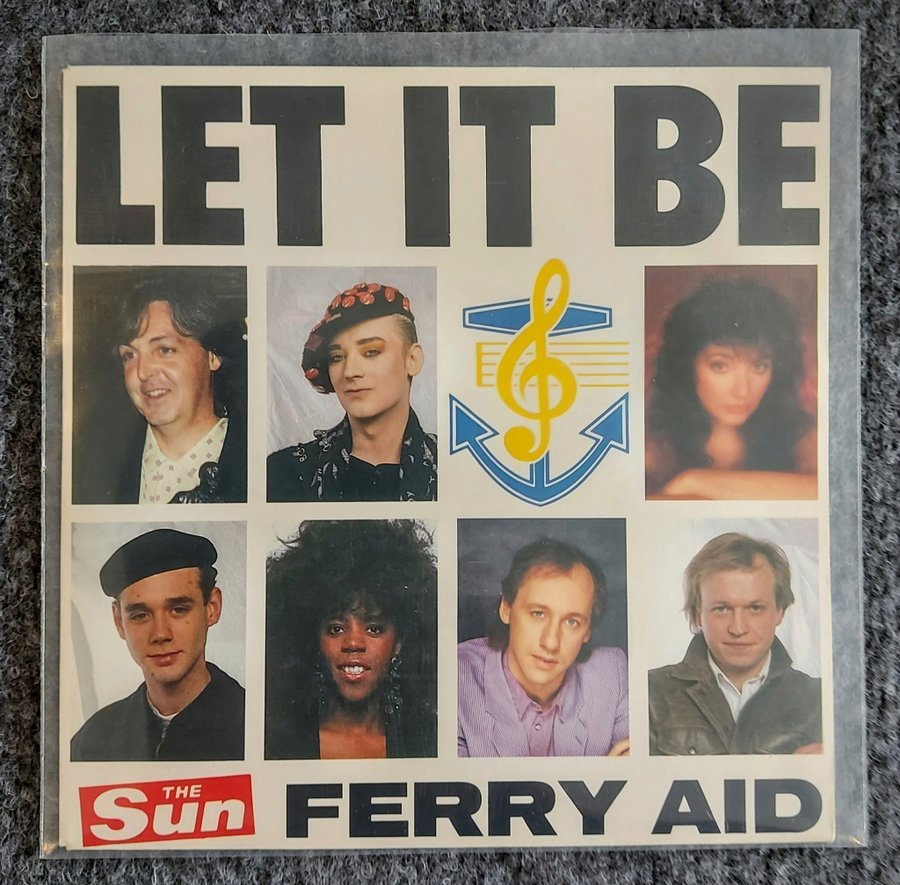 LET IT BE
THE
Sun
FERRY AID